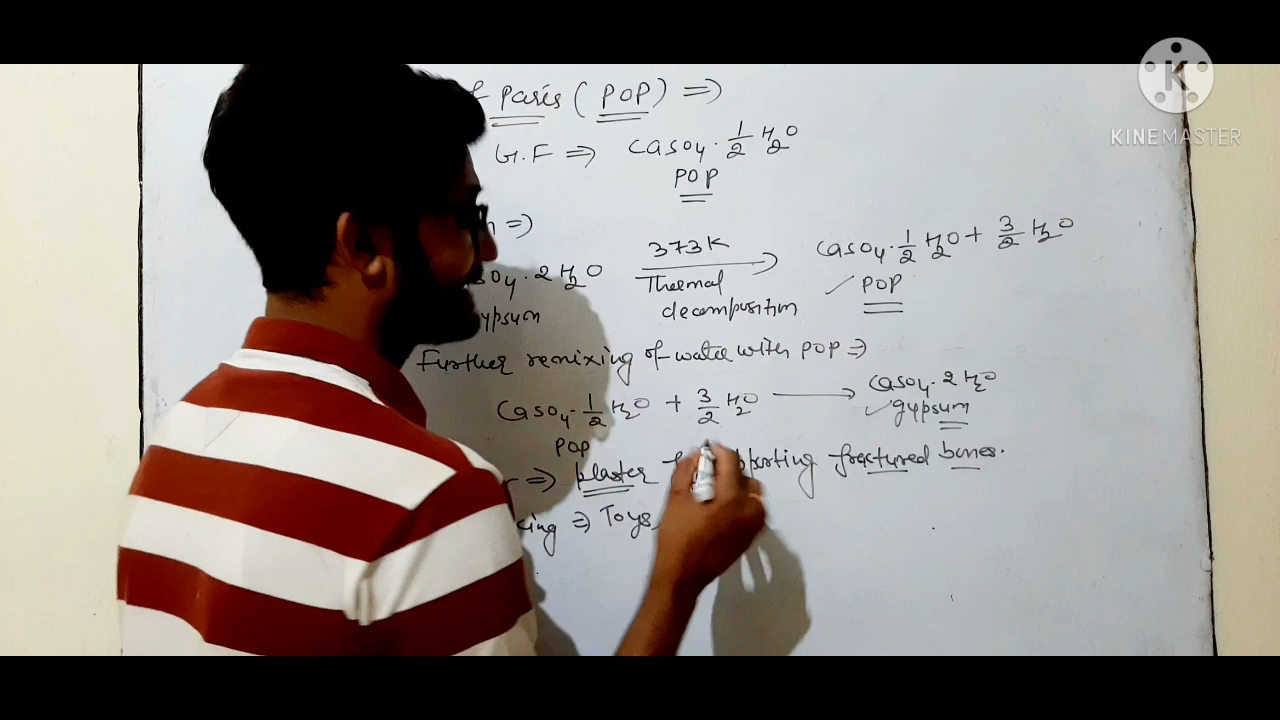 Paris (POP) ⇒
G.F ⇒ CaSO4·1/2 H2O
POP
⇒)
373K
SO4·2H2O → CaSO4·1/2 H2O + 3/2 H2O
Thermal decomposition
POP
Further remixing of water with POP ⇒
CaSO4·1/2 H2O + 3/2 H2O → CaSO4·2H2O
POP
gypsum
⇒ plaster fractured bones.
⇒ Toys,
KINEMASTER